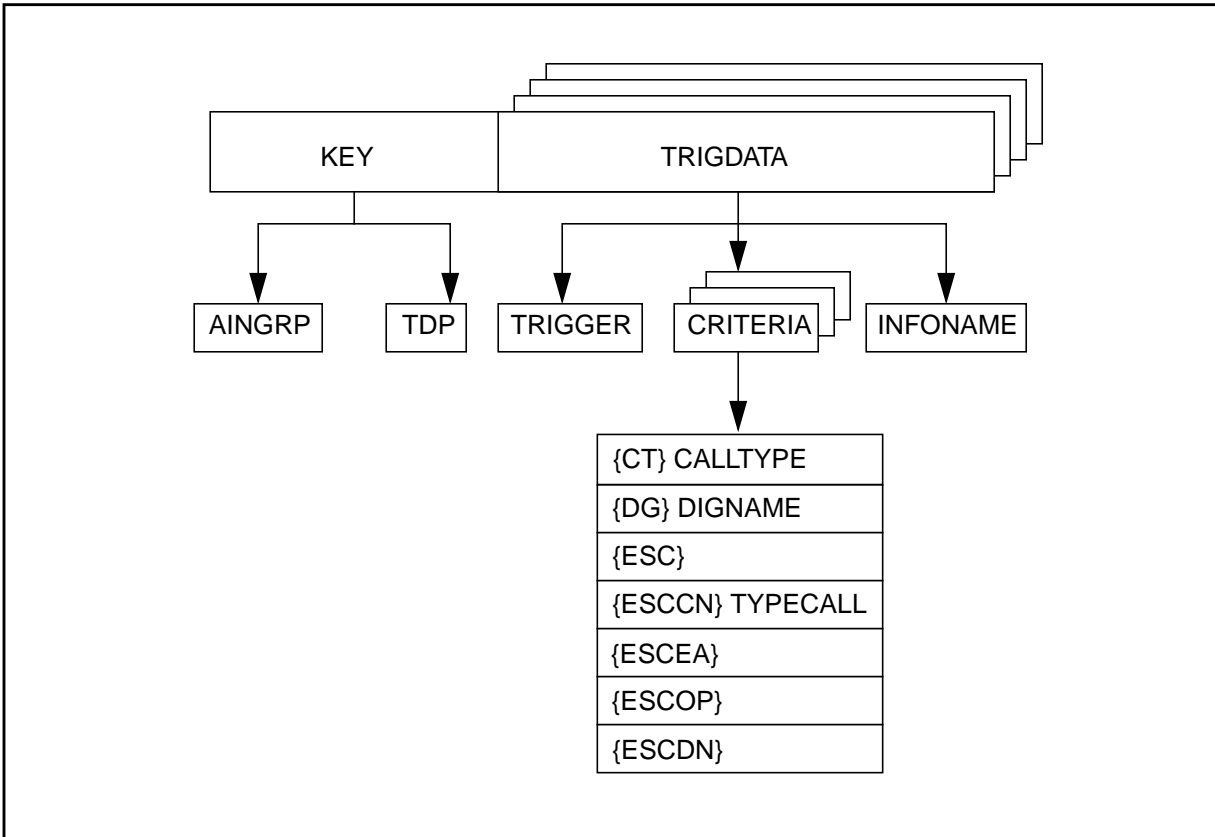 KEY TRIGDATA
AINGRP TDP TRIGGER CRITERIA INFONAME
{CT} CALLTYPE
{DG} DIGNAME
{ESC}
{ESCCN} TYPECALL
{ESCEA}
{ESCOP}
{ESCDN}